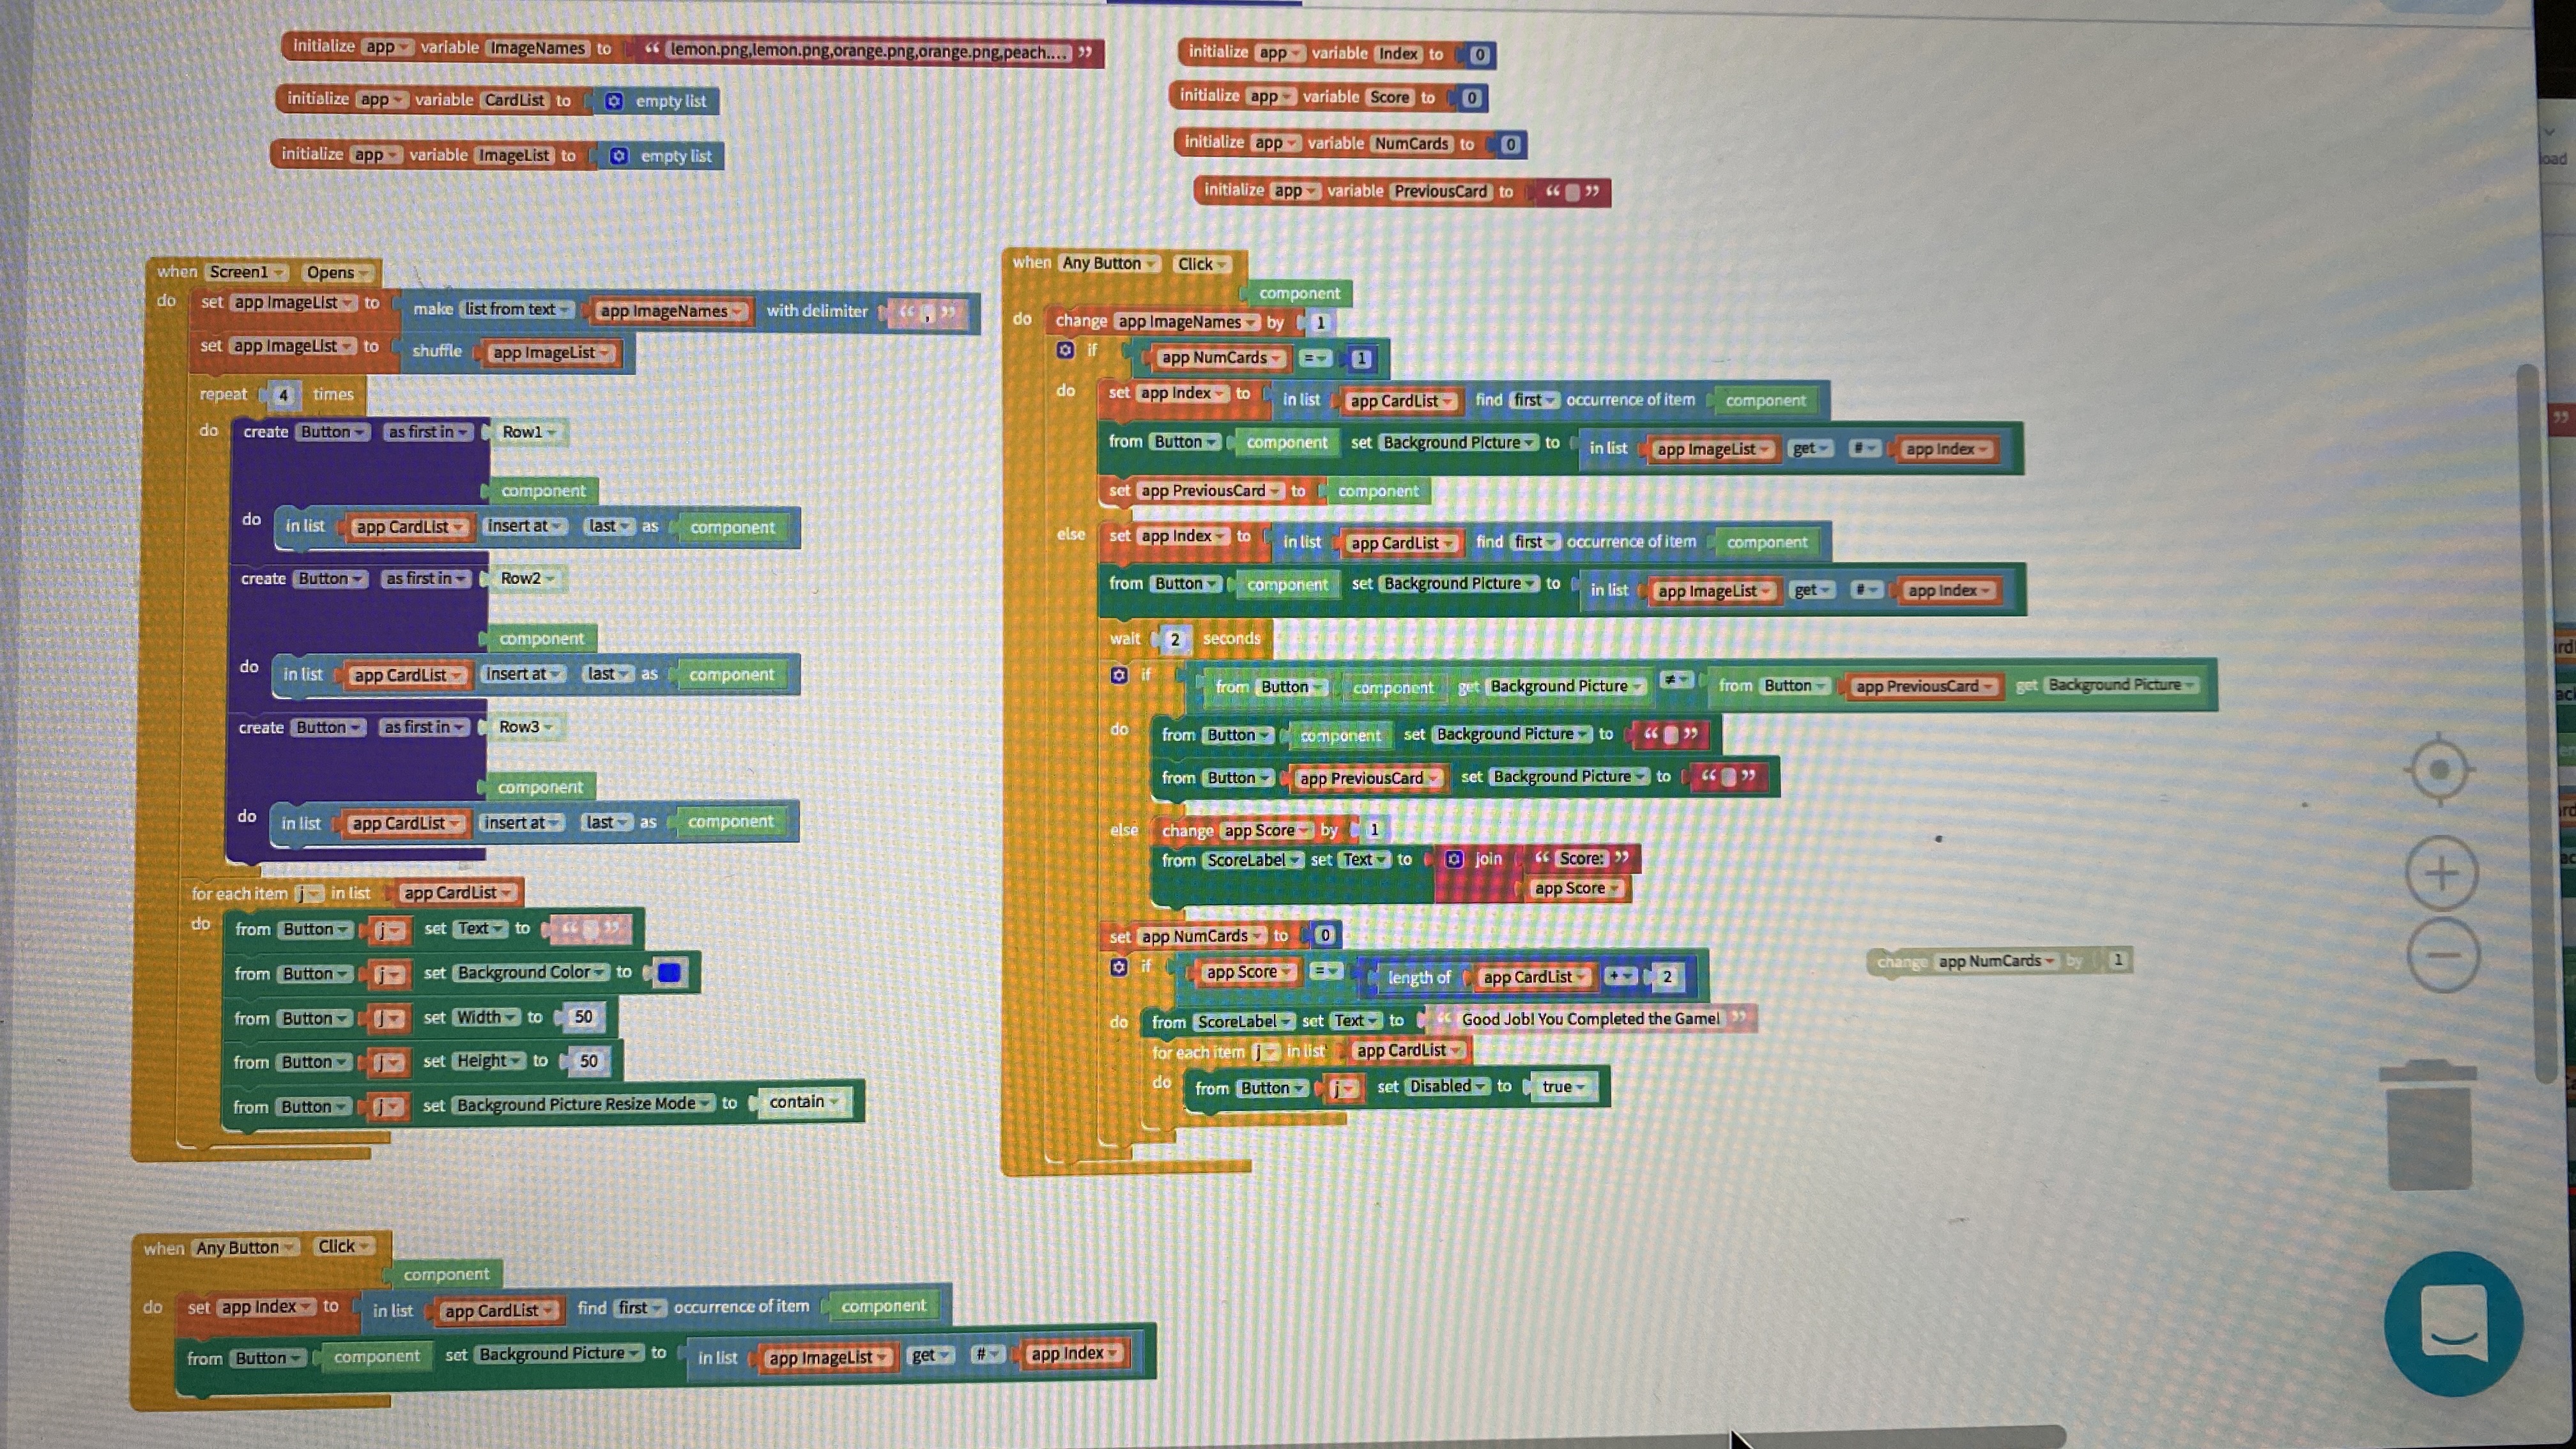 initialize app variable ImageNames to “ lemon.png,lemon.png,orange.png,orange.png,peach.... ”
initialize app variable CardList to empty list
initialize app variable ImageList to empty list
initialize app variable Index to 0
initialize app variable Score to 0
initialize app variable NumCards to 0
initialize app variable PreviousCard to “ ”
when Screen1 Opens
do set app ImageList to make list from text app ImageNames with delimiter “ , ”
set app ImageList to shuffle app ImageList
repeat 4 times
do create Button as first in Row1
component
do in list app CardList insert at last as component
create Button as first in Row2
component
do in list app CardList insert at last as component
create Button as first in Row3
component
do in list app CardList insert at last as component
for each item j in list app CardList
do from Button j set Text to “ ”
from Button j set Background Color to
from Button j set Width to 50
from Button j set Height to 50
from Button j set Background Picture Resize Mode to contain
when Any Button Click
component
do change app ImageNames by 1
if app NumCards = 1
do set app Index to in list app CardList find first occurrence of item component
from Button component set Background Picture to in list app ImageList get # app Index
set app PreviousCard to component
else set app Index to in list app CardList find first occurrence of item component
from Button component set Background Picture to in list app ImageList get # app Index
wait 2 seconds
if from Button component get Background Picture ≠ from Button app PreviousCard get Background Picture
do from Button component set Background Picture to “ ”
from Button app PreviousCard set Background Picture to “ ”
else change app Score by 1
from ScoreLabel set Text to join “ Score: ”
app Score
set app NumCards to 0
if app Score = length of app CardList + 2
do from ScoreLabel set Text to “ Good Job! You Completed the Game! ”
for each item j in list app CardList
do from Button j set Disabled to true
change app NumCards by 1
when Any Button Click
component
do set app Index to in list app CardList find first occurrence of item component
from Button component set Background Picture to in list app ImageList get # app Index